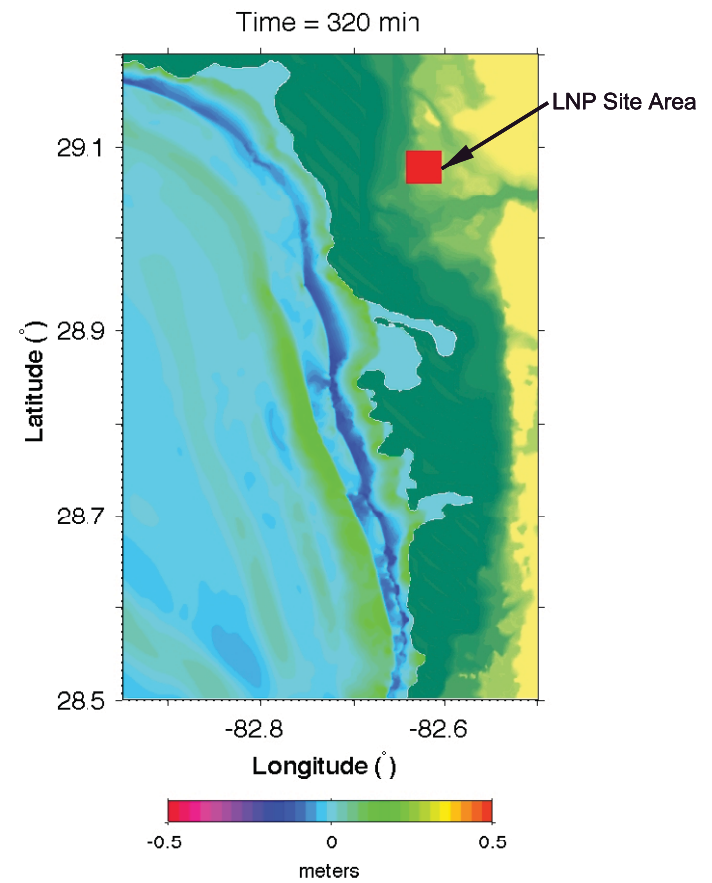 Time = 320 min
LNP Site Area
29.1
28.9
28.7
28.5
Latitude (°)
-82.8
-82.6
Longitude (°)
-0.5
0
0.5
meters